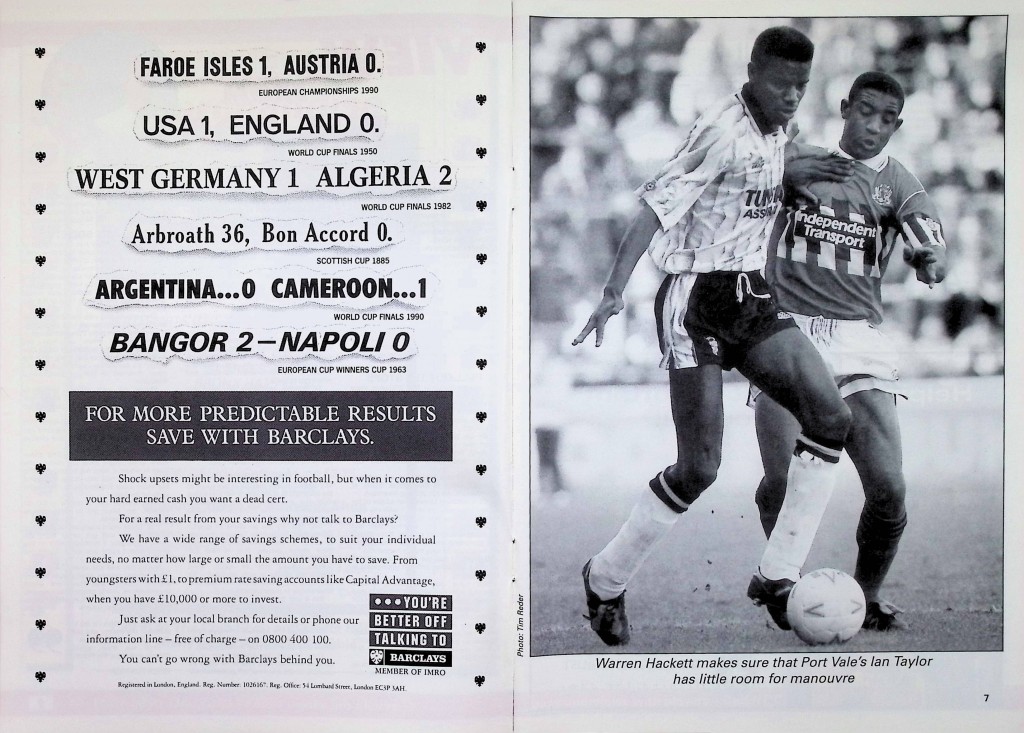 FAROE ISLES 1, AUSTRIA 0.
EUROPEAN CHAMPIONSHIPS 1990
USA 1, ENGLAND 0.
WORLD CUP FINALS 1950
WEST GERMANY 1 ALGERIA 2
WORLD CUP FINALS 1982
Arbroath 36, Bon Accord 0.
SCOTTISH CUP 1885
ARGENTINA...0 CAMEROON...1
WORLD CUP FINALS 1990
BANGOR 2–NAPOLI 0
EUROPEAN CUP WINNERS CUP 1963
FOR MORE PREDICTABLE RESULTS
SAVE WITH BARCLAYS.
Shock upsets might be interesting in football, but when it comes to
your hard earned cash you want a dead cert.
For a real result from your savings why not talk to Barclays?
We have a wide range of savings schemes, to suit your individual
needs, no matter how large or small the amount you have to save. From
youngsters with £1, to premium rate saving accounts like Capital Advantage,
when you have £10,000 or more to invest.
Just ask at your local branch for details or phone our
information line – free of charge – on 0800 400 100.
You can't go wrong with Barclays behind you.
•••YOU'RE
BETTER OFF
TALKING TO
BARCLAYS
MEMBER OF IMRO
Registered in London, England. Reg. Number: 1026167. Reg. Office: 54 Lombard Street, London EC3P 3AH.
Independent
Transport
Photo: Tim Reder
Warren Hackett makes sure that Port Vale's Ian Taylor
has little room for manouvre
7